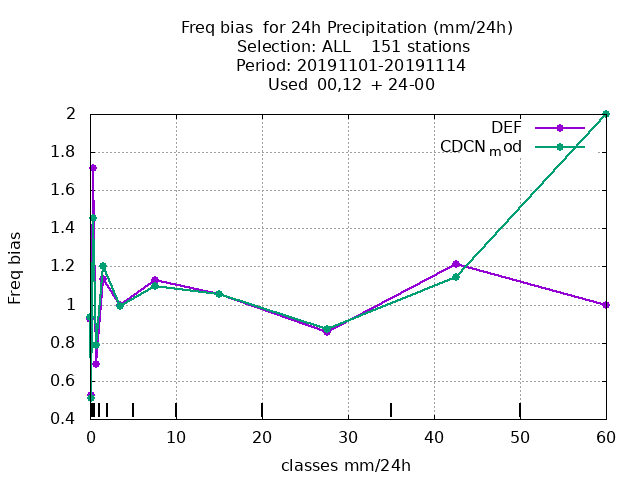 Freq bias  for 24h Precipitation (mm/24h)
Selection: ALL    151 stations
Period: 20191101-20191114
Used  00,12  + 24-00
DEF
CDCNmod
2
1.8
1.6
1.4
1.2
1
0.8
0.6
0.4
Freq bias
0 10 20 30 40 50 60
classes mm/24h